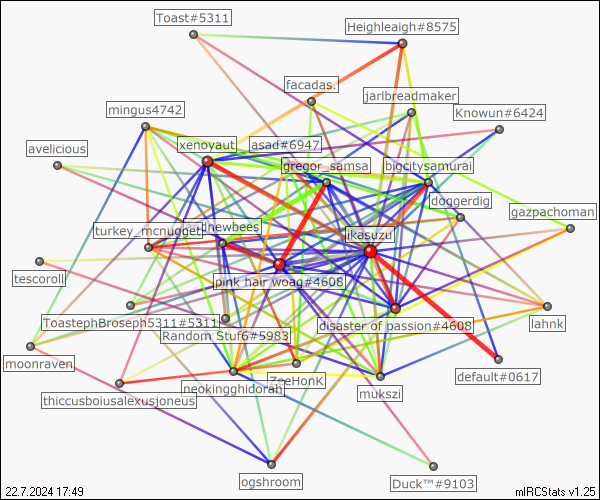 Toast#5311
Heighleaigh#8575
facadas.
jarlbreadmaker
mingus4742
Knowun#6424
xenoyaut
asad#6947
avelicious
gregor_samsa
bigcitysamurai
doggerdig
gazpachoman
turkey_mcnugget
thewbees
ikasuzu
tescoroll
pink hair woag#4608
ToastephBroseph5311#5311
disaster of passion#4608
lahnk
Random Stuf6#5983
moonraven
default#0617
neokingghidorah
ZeeHonK
mukszi
thiccusboiusalexusjoneus
ogshroom
Duck™#9103
22.7.2024 17:49
mIRCStats v1.25